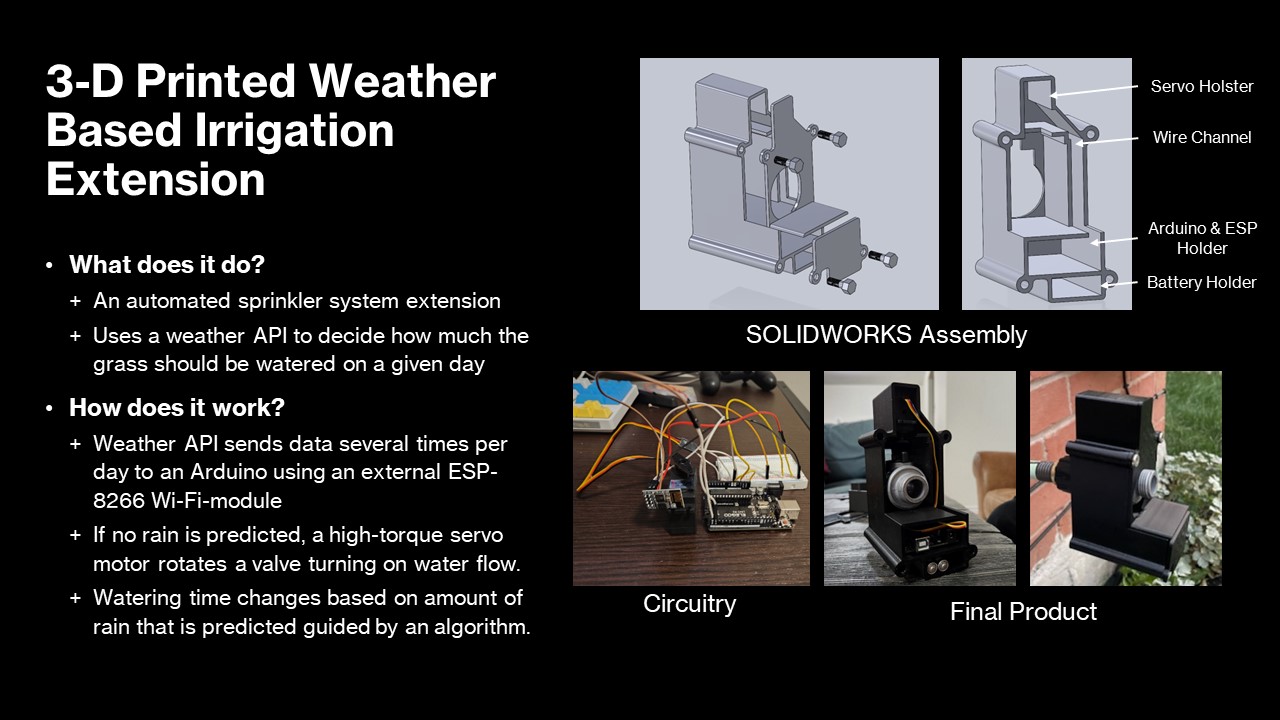 3-D Printed Weather
Based Irrigation
Extension
• What does it do?
+ An automated sprinkler system extension
+ Uses a weather API to decide how much the
grass should be watered on a given day
• How does it work?
+ Weather API sends data several times per
day to an Arduino using an external ESP-
8266 Wi-Fi-module
+ If no rain is predicted, a high-torque servo
motor rotates a valve turning on water flow.
+ Watering time changes based on amount of
rain that is predicted guided by an algorithm.
Servo Holster
Wire Channel
Arduino & ESP
Holder
Battery Holder
SOLIDWORKS Assembly
Circuitry
Final Product